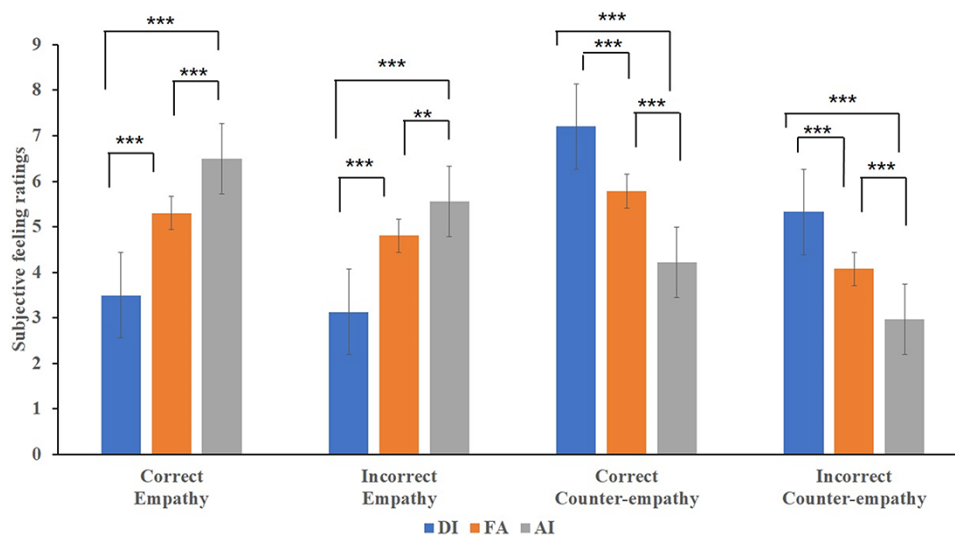 ***
***
***
***
***
**
***
***
***
***
***
***
***
Subjective feeling ratings
9
8
7
6
5
4
3
2
1
0
Correct
Empathy
Incorrect
Empathy
Correct
Counter-empathy
Incorrect
Counter-empathy
DI FA AI